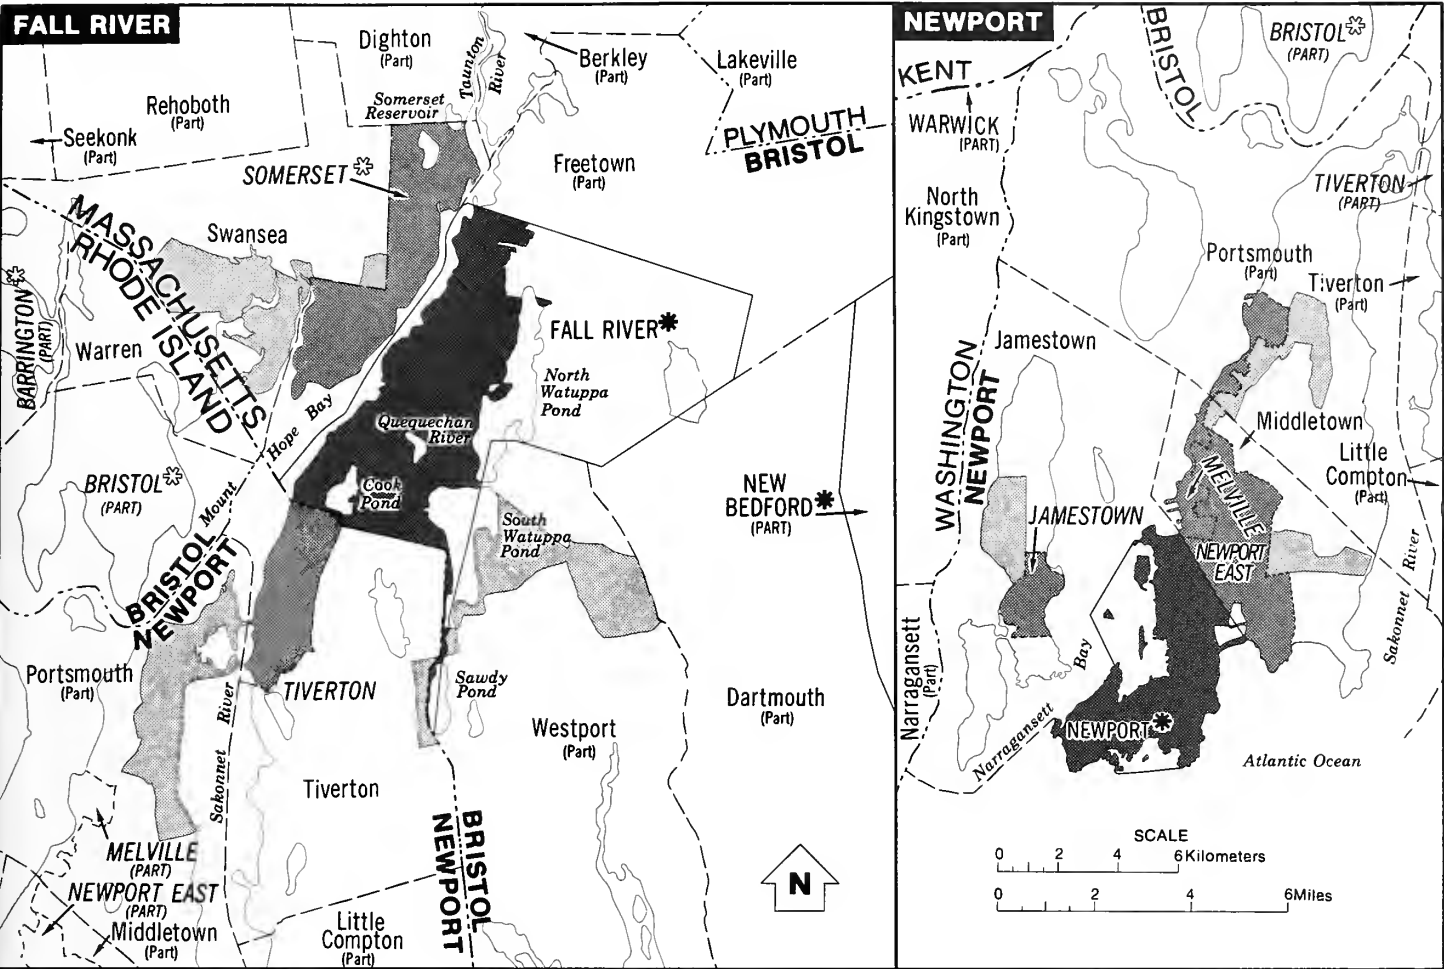 FALL RIVER
Dighton
(Part)
Taunton
River
Berkley
(Part)
Lakeville
(Part)
Rehoboth
(Part)
Somerset
Reservoir
Seekonk
(Part)
PLYMOUTH
BRISTOL
SOMERSET
Freetown
(Part)
MASSACHUSETTS
RHODE ISLAND
Swansea
BARRINGTON
(PART)
Warren
FALL RIVER
North
Watuppa
Pond
Mount Hope Bay
Quequechan
River
BRISTOL
(PART)
Cook
Pond
NEW
BEDFORD
(PART)
South
Watuppa
Pond
BRISTOL
NEWPORT
Portsmouth
(Part)
TIVERTON
Sawdy
Pond
Dartmouth
(Part)
Westport
(Part)
Sakonnet River
Tiverton
MELVILLE
(PART)
NEWPORT EAST
(PART)
Middletown
(Part)
BRISTOL
NEWPORT
Little
Compton
(Part)
N
NEWPORT
BRISTOL
BRISTOL
(PART)
KENT
WARWICK
(PART)
TIVERTON
(PART)
North
Kingstown
(Part)
Portsmouth
(Part)
Tiverton
(Part)
Jamestown
WASHINGTON
NEWPORT
Middletown
Little
Compton
(Part)
MELVILLE
JAMESTOWN
NEWPORT
EAST
Sakonnet River
Narragansett
(Part)
Narragansett Bay
NEWPORT
Atlantic Ocean
SCALE
0 2 4 6 Kilometers
0 2 4 6 Miles